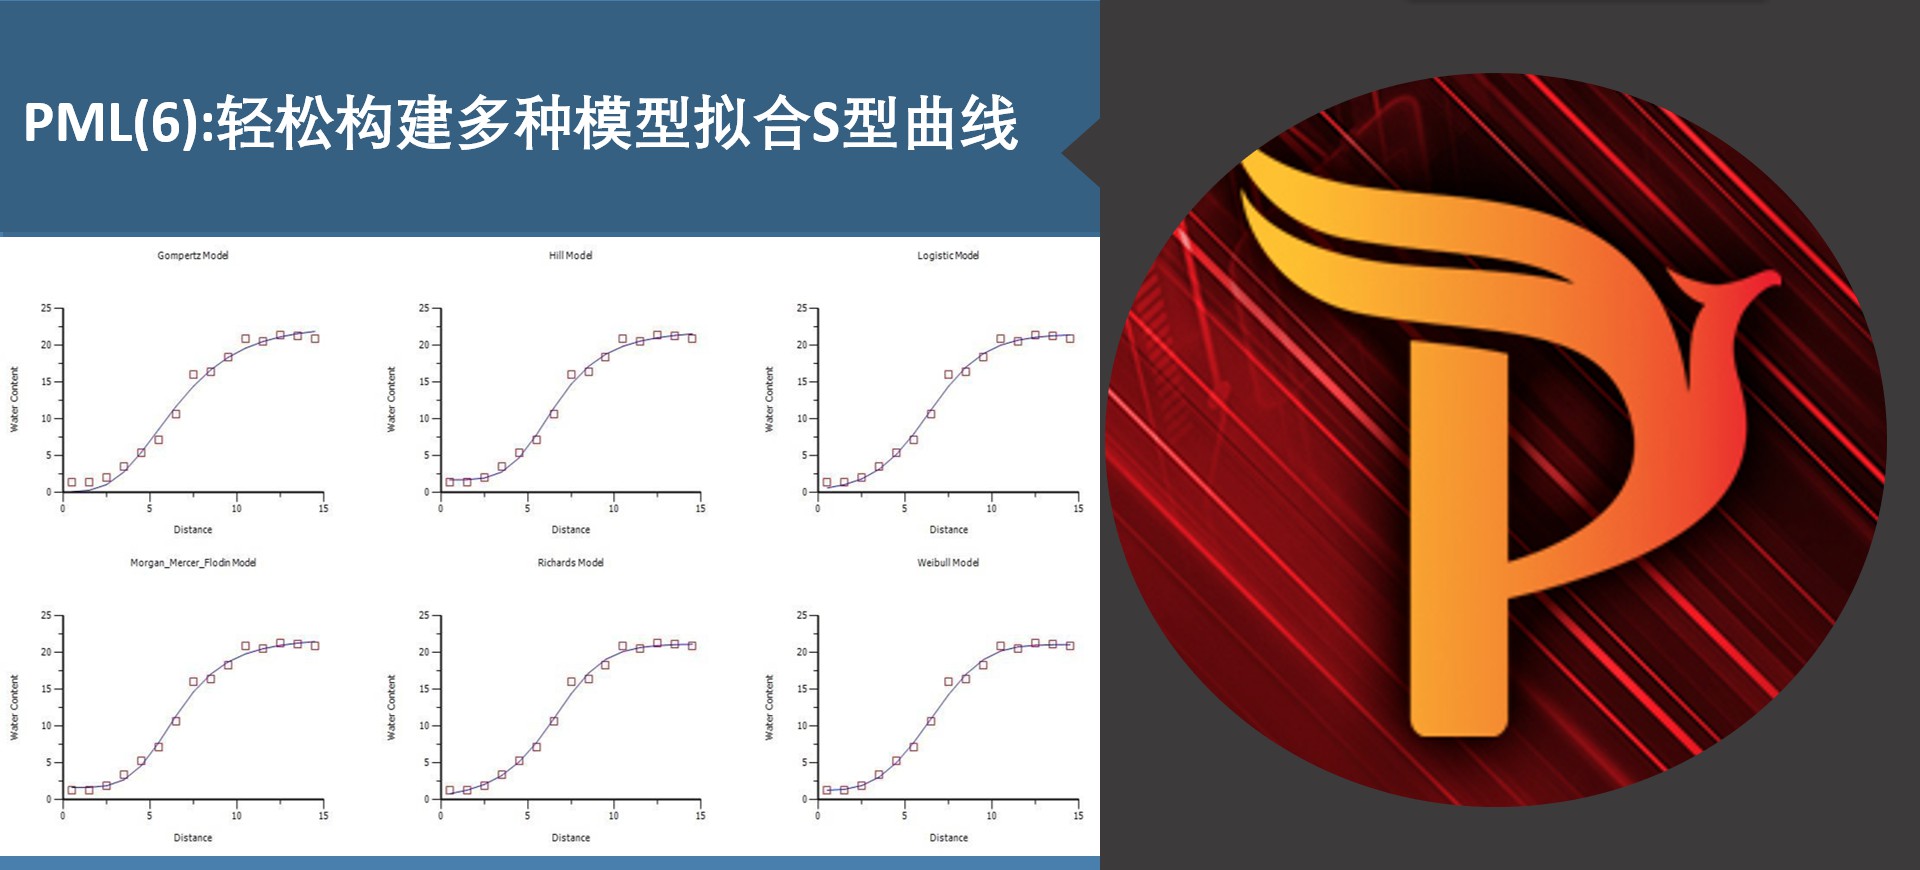 PML(6):轻松构建多种模型拟合S型曲线
Gompertz Model
25
20
15
10
5
0
Water Content
0 5 10 15
Distance
Hill Model
25
20
15
10
5
0
Water Content
0 5 10 15
Distance
Logistic Model
25
20
15
10
5
0
Water Content
0 5 10 15
Distance
Morgan_Mercer_Flodin Model
25
20
15
10
5
0
Water Content
0 5 10 15
Distance
Richards Model
25
20
15
10
5
0
Water Content
0 5 10 15
Distance
Weibull Model
25
20
15
10
5
0
Water Content
0 5 10 15
Distance